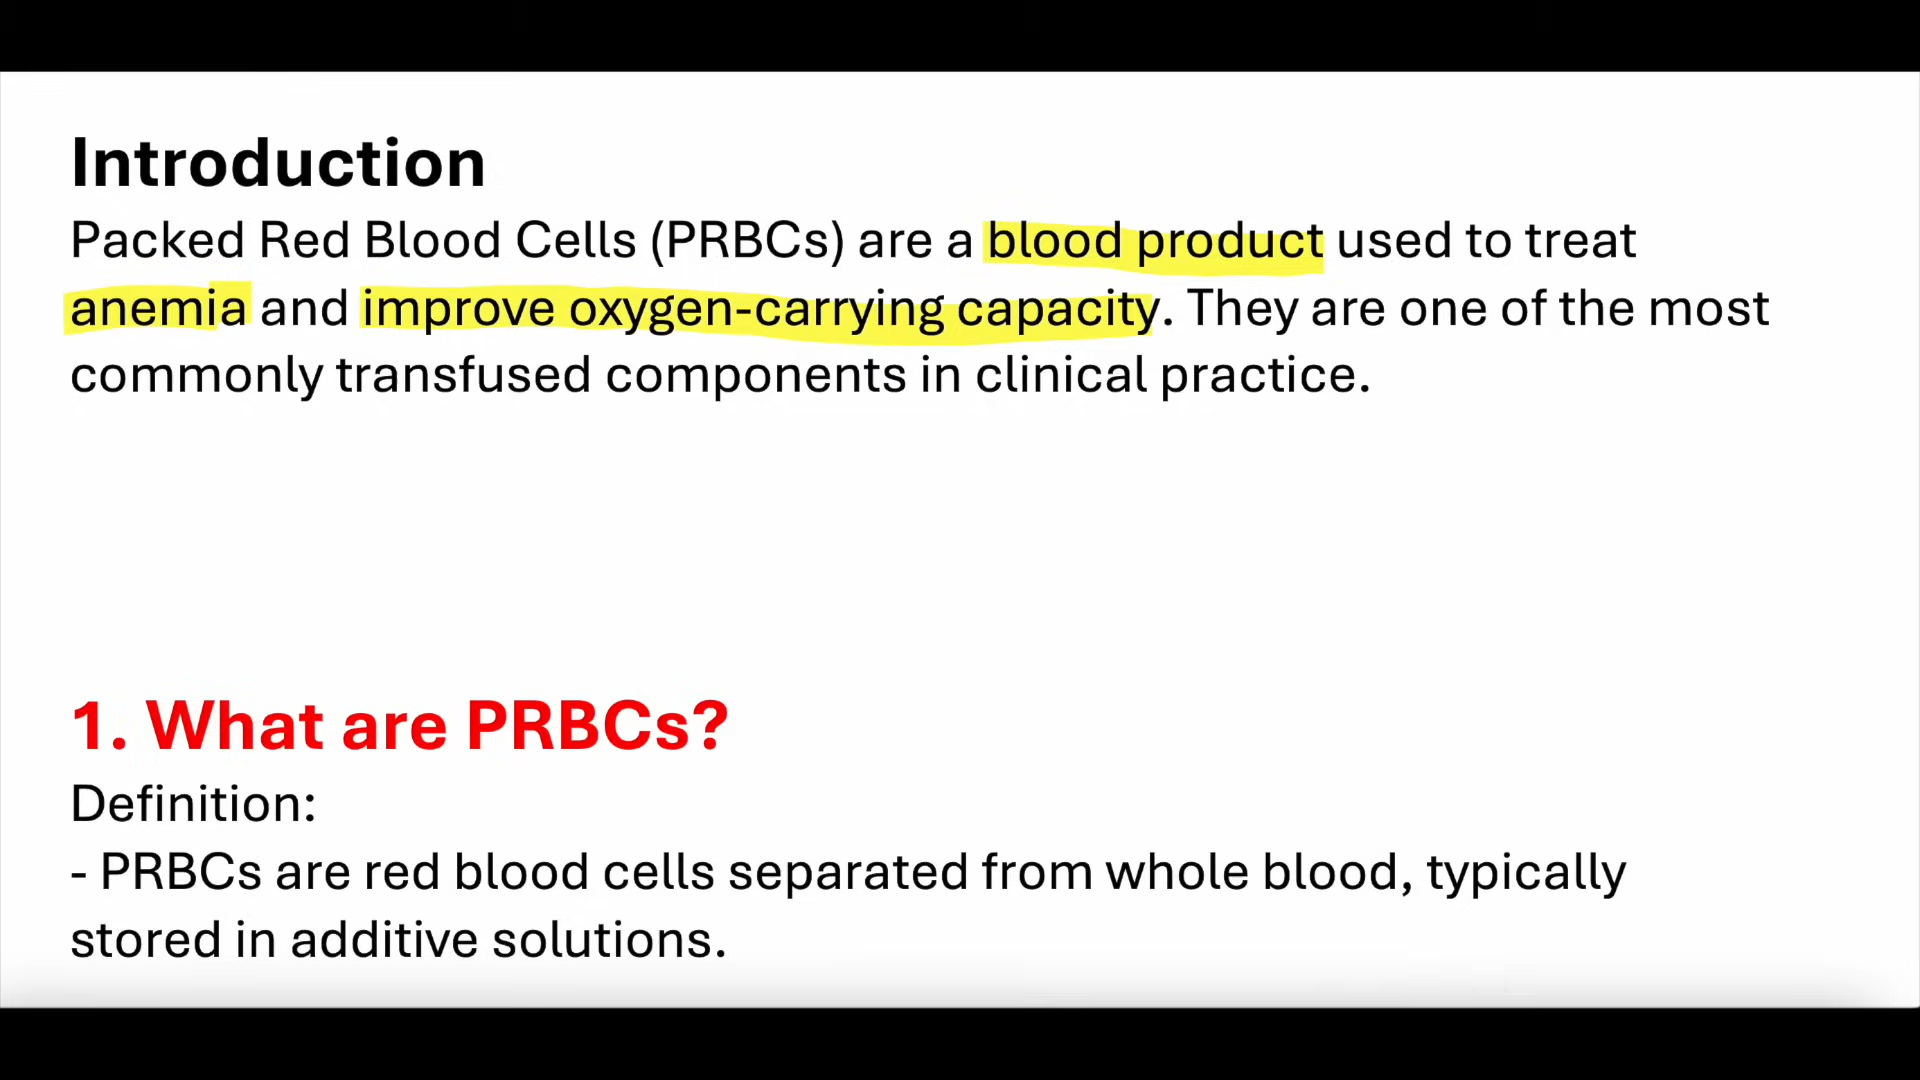 Introduction
Packed Red Blood Cells (PRBCs) are a blood product used to treat
anemia and improve oxygen-carrying capacity. They are one of the most
commonly transfused components in clinical practice.
1. What are PRBCs?
Definition:
- PRBCs are red blood cells separated from whole blood, typically
stored in additive solutions.